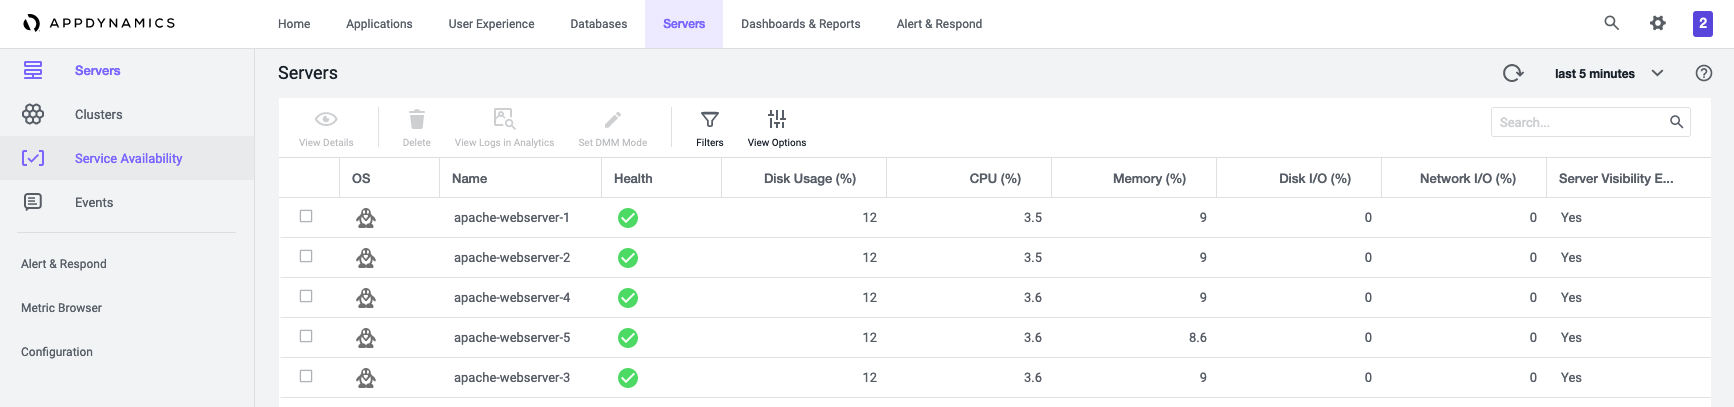 APPDYNAMICS
Home Applications User Experience Databases Servers Dashboards & Reports Alert & Respond 2
Servers
Clusters
Service Availability
Events
Alert & Respond
Metric Browser
Configuration
Servers
last 5 minutes
View Details Delete View Logs in Analytics Set DMM Mode Filters View Options Search...
OS Name Health Disk Usage (%) CPU (%) Memory (%) Disk I/O (%) Network I/O (%) Server Visibility E...
apache-webserver-1 12 3.5 9 0 0 Yes
apache-webserver-2 12 3.5 9 0 0 Yes
apache-webserver-4 12 3.6 9 0 0 Yes
apache-webserver-5 12 3.6 8.6 0 0 Yes
apache-webserver-3 12 3.6 9 0 0 Yes